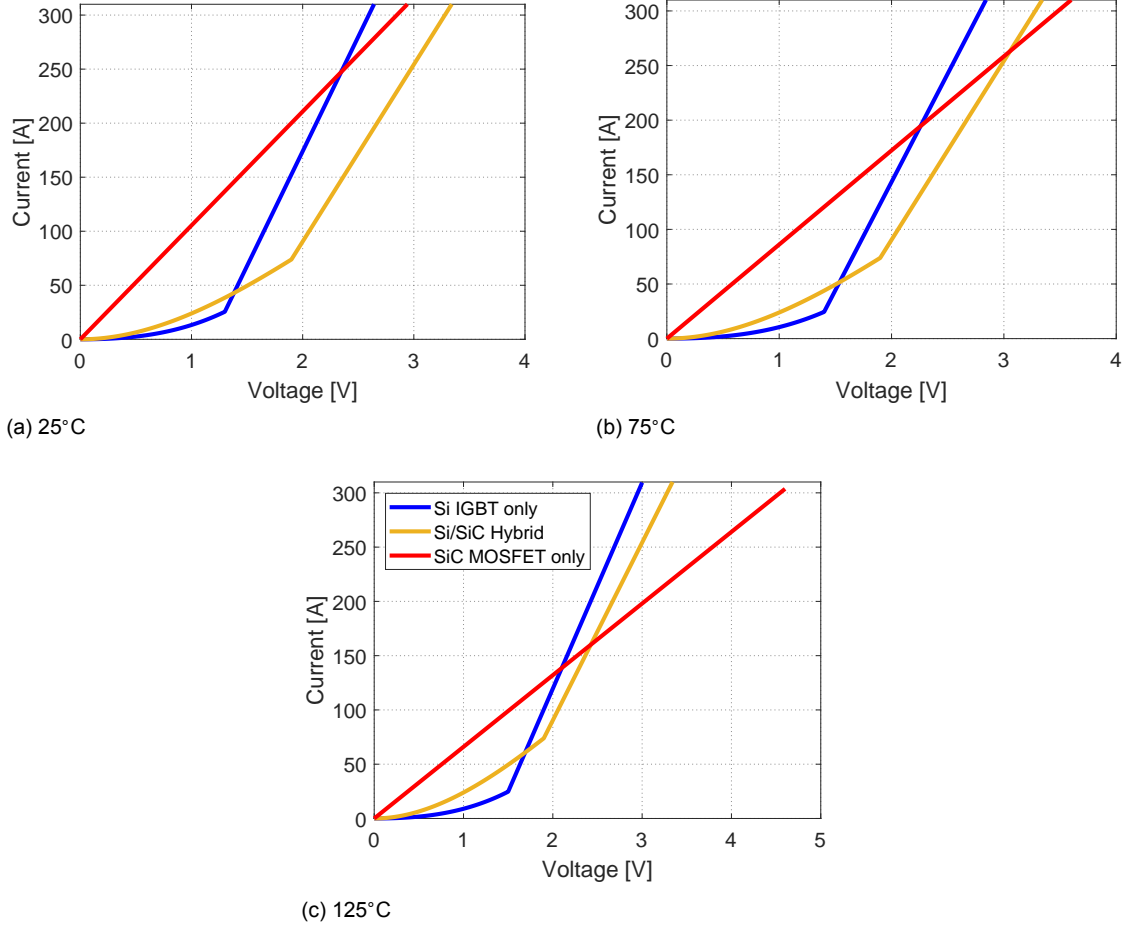 300
250
200
150
100
50
0
Current [A]
0 1 2 3 4
Voltage [V]
(a) 25°C
300
250
200
150
100
50
0
Current [A]
0 1 2 3 4
Voltage [V]
(b) 75°C
300
250
200
150
100
50
0
Current [A]
Si IGBT only
Si/SiC Hybrid
SiC MOSFET only
0 1 2 3 4 5
Voltage [V]
(c) 125°C